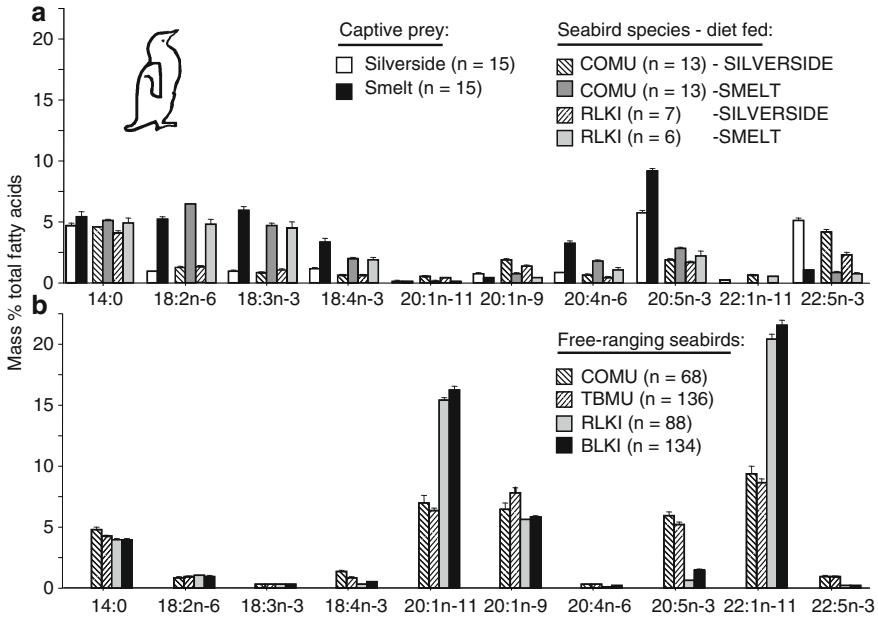 a
Captive prey:
Silverside (n = 15)
Smelt (n = 15)
Seabird species - diet fed:
COMU (n = 13) - SILVERSIDE
COMU (n = 13) -SMELT
RLKI (n = 7) -SILVERSIDE
RLKI (n = 6) -SMELT
20
15
10
5
0
14:0 18:2n-6 18:3n-3 18:4n-3 20:1n-11 20:1n-9 20:4n-6 20:5n-3 22:1n-11 22:5n-3
Mass % total fatty acids
b
Free-ranging seabirds:
COMU (n = 68)
TBMU (n = 136)
RLKI (n = 88)
BLKI (n = 134)
20
15
10
5
0
14:0 18:2n-6 18:3n-3 18:4n-3 20:1n-11 20:1n-9 20:4n-6 20:5n-3 22:1n-11 22:5n-3